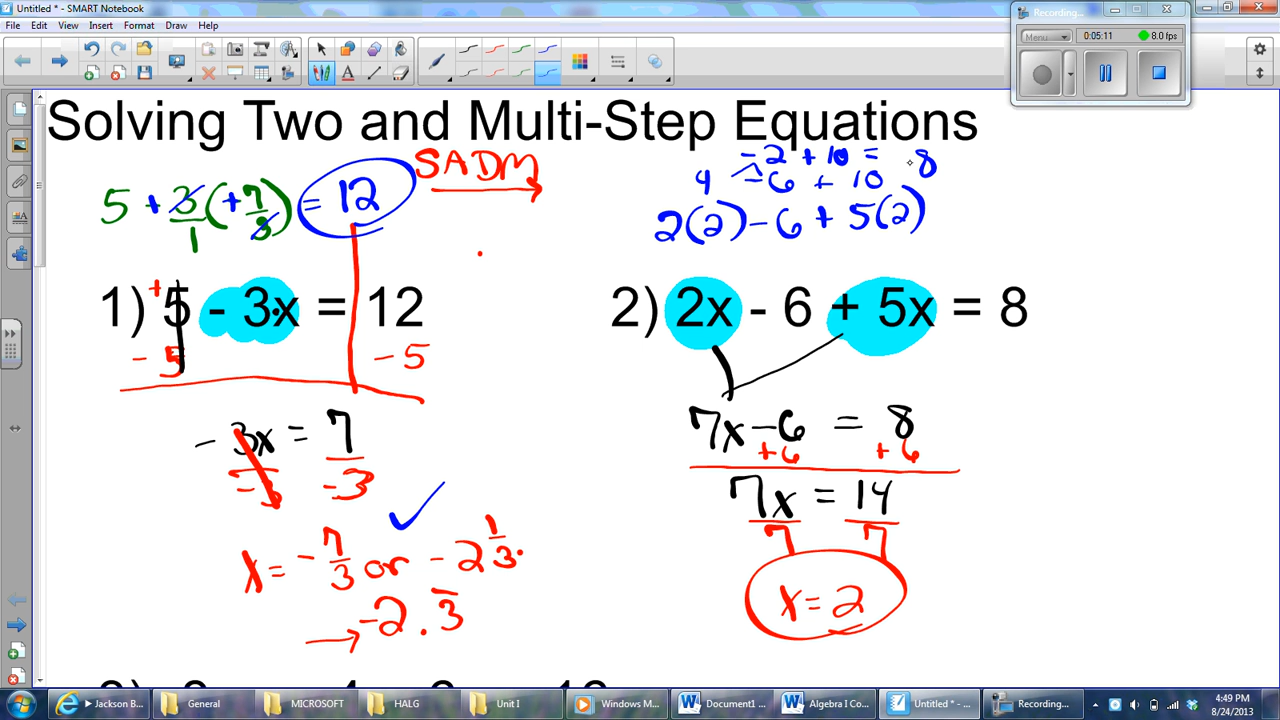 Untitled * - SMART Notebook
File Edit View Insert Format Draw Help
Recording...
Menu 0:05:11 8.0 fps
Solving Two and Multi-Step Equations
SADM
5 + 3/1 (+7/3) = 12
-2 + 10 = 8
4 -6 + 10
2(2) - 6 + 5(2)
1) +5 - 3x = 12
- 5 - 5
- 3x = 7
-3 -3
x = - 7/3 or - 2 1/3
→ -2.3̅
2) 2x - 6 + 5x = 8
7x - 6 = 8
+6 +6
7x = 14
7 7
x = 2
Jackson B... General MICROSOFT HALG Unit I Windows M... Document1 ... Algebra I Co... Untitled * - ... Recording...
4:49 PM
8/24/2013